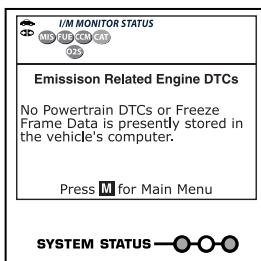 I/M MONITOR STATUS
MIS FUE CCM CAT
O2S
Emissison Related Engine DTCs
No Powertrain DTCs or Freeze
Frame Data is presently stored in
the vehicle's computer.
Press M for Main Menu
SYSTEM STATUS